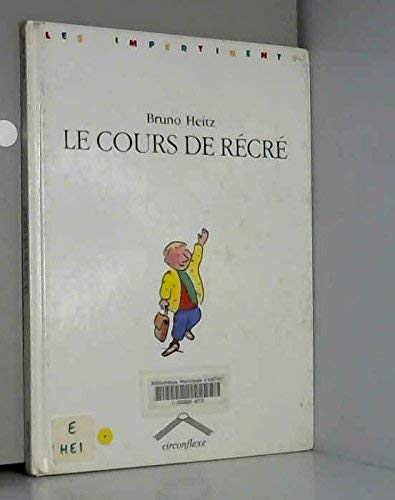 LES IMPERTINENTS
Bruno Heitz
LE COURS DE RÉCRÉ
E
HEI
circonflexe